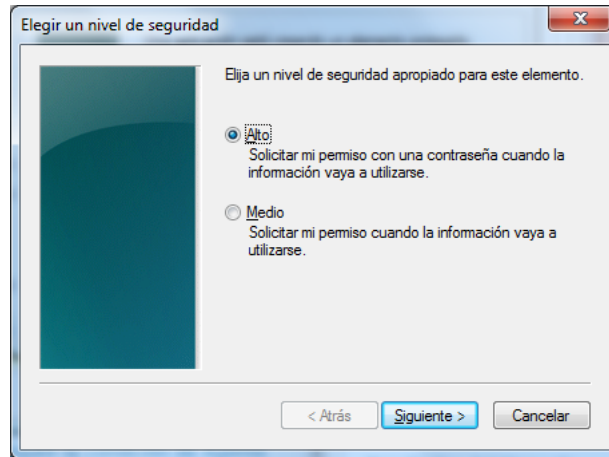 Elegir un nivel de seguridad
Elija un nivel de seguridad apropiado para este elemento.
Alto
Solicitar mi permiso con una contraseña cuando la
información vaya a utilizarse.
Medio
Solicitar mi permiso cuando la información vaya a
utilizarse.
< Atrás
Siguiente >
Cancelar